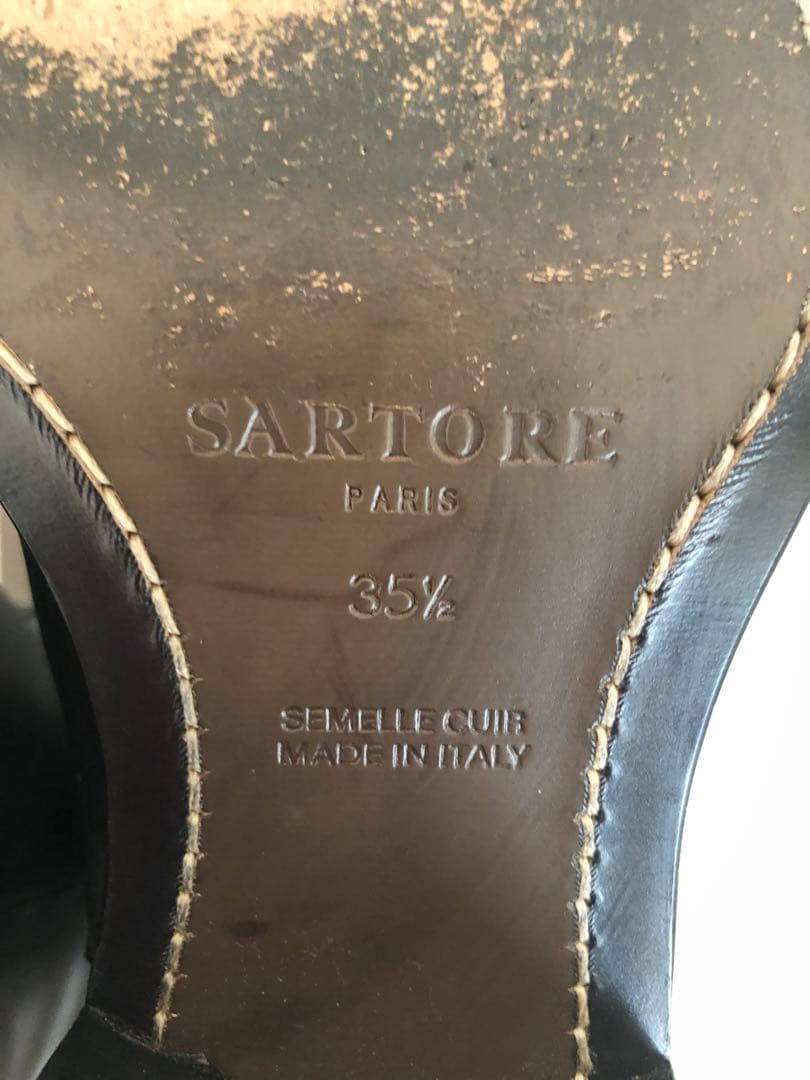 SARTORE
PARIS
35½
SEMELLE CUIR
MADE IN ITALY